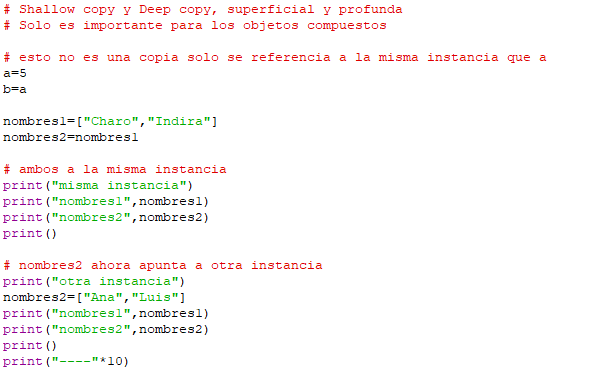 # Shallow copy y Deep copy, superficial y profunda
# Solo es importante para los objetos compuestos
# esto no es una copia solo se referencia a la misma instancia que a
a=5
b=a
nombres1=["Charo","Indira"]
nombres2=nombres1
# ambos a la misma instancia
print("misma instancia")
print("nombres1",nombres1)
print("nombres2",nombres2)
print()
# nombres2 ahora apunta a otra instancia
print("otra instancia")
nombres2=["Ana","Luis"]
print("nombres1",nombres1)
print("nombres2",nombres2)
print()
print("----"*10)